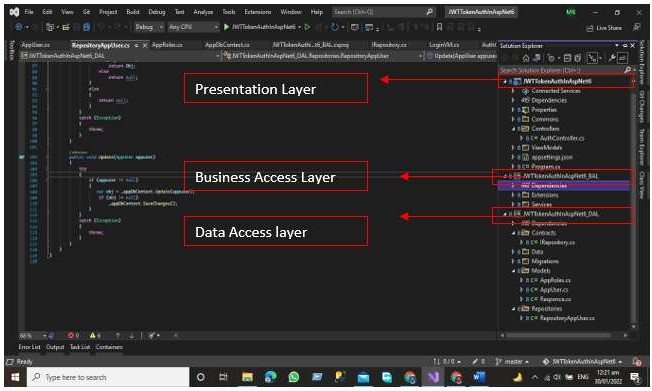 File Edit View Git Project Build Debug Test Analyze Tools Extensions Window Help Search (Ctrl+Q) JWTTokenAuthInAspNet6 MK
Debug Any CPU JWTTokenAuthInAspNet6 Live Share
AppUser.cs RepositoryAppUser.cs AppRoles.cs AppDbContext.cs JWTTokenAuthI...t6_BAL.csproj IRepository.cs LoginVM.cs
JWTTokenAuthInAspNet6_DAL JWTTokenAuthInAspNet6_DAL.Repositories.RepositoryAppUser Update(AppUser appuser
Toolbox
return Obj;
else
return null;
}
else
{
return null;
}
}
catch (Exception)
{
throw;
}
}
public void Update(AppUser appuser)
{
try
{
if (appuser != null)
{
var obj = _appDbContext.Update(appuser);
if (obj != null)
_appDbContext.SaveChanges();
}
}
catch (Exception)
{
throw;
}
}
}
}
Presentation Layer
Business Access Layer
Data Access layer
Solution Explorer
Search Solution Explorer (Ctrl+;)
JWTTokenAuthInAspNet6
Connected Services
Dependencies
Properties
Commons
Controllers
C# AuthController.cs
ViewModels
appsettings.json
C# Program.cs
JWTTokenAuthInAspNet6_BAL
Dependencies
Extensions
Services
JWTTokenAuthInAspNet6_DAL
Dependencies
Contracts
C# IRepository.cs
Data
Migrations
Models
C# AppRoles.cs
C# AppUser.cs
C# Responce.cs
Repositories
C# RepositoryAppUser.cs
Solution Explorer
Git Changes
Team Explorer
Class View
68 % 0 6
Error List Output Task List Containers
Ready 0 / 0 0 master JWTTokenAuthInAspNet6
Type here to search
12:21 am
30/01/2022